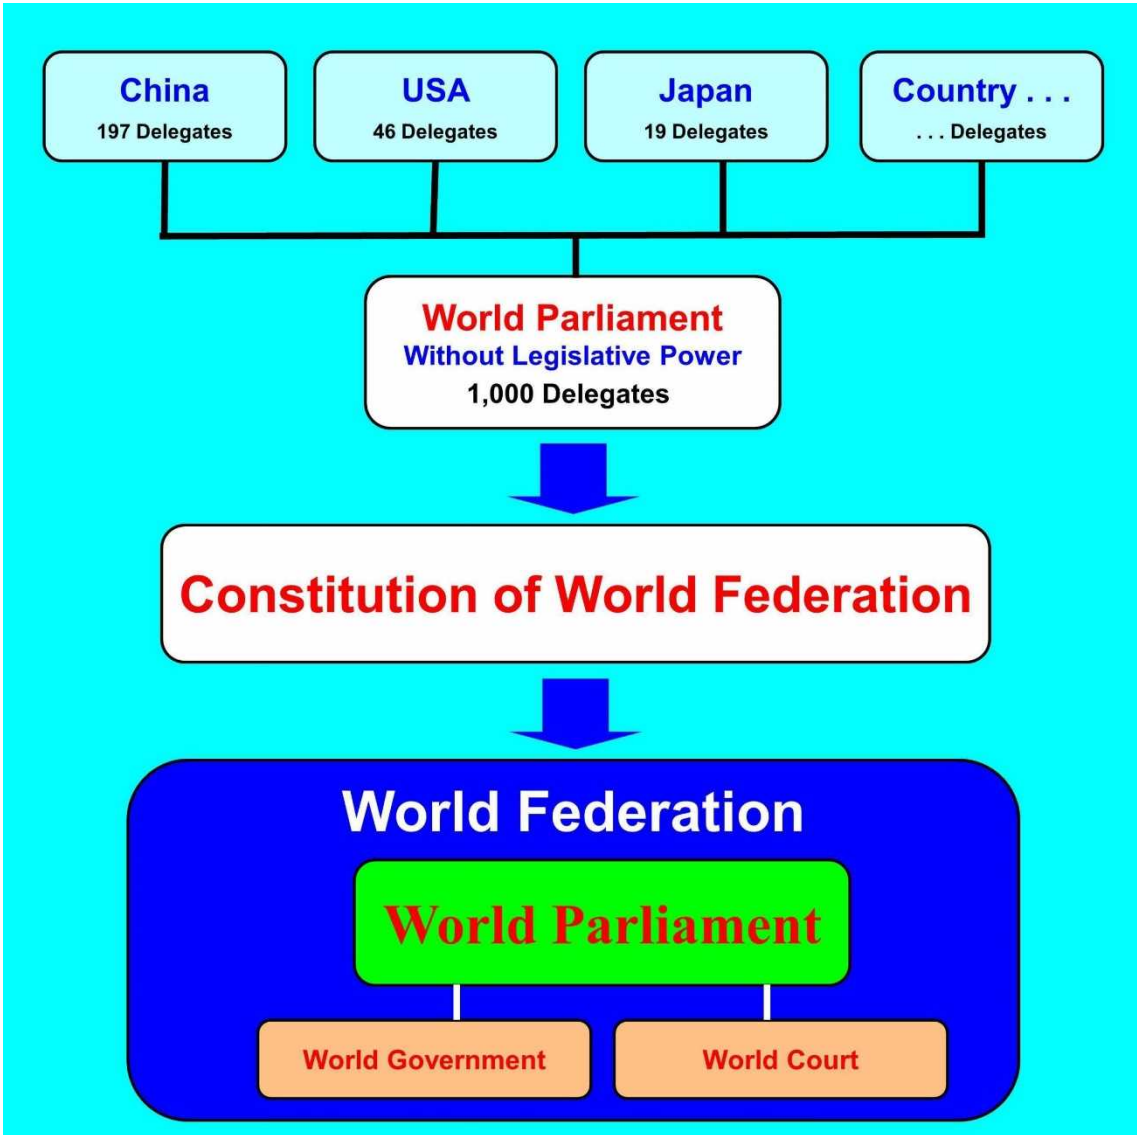 China
197 Delegates
USA
46 Delegates
Japan
19 Delegates
Country . . .
. . . Delegates
World Parliament
Without Legislative Power
1,000 Delegates
Constitution of World Federation
World Federation
World Parliament
World Government
World Court